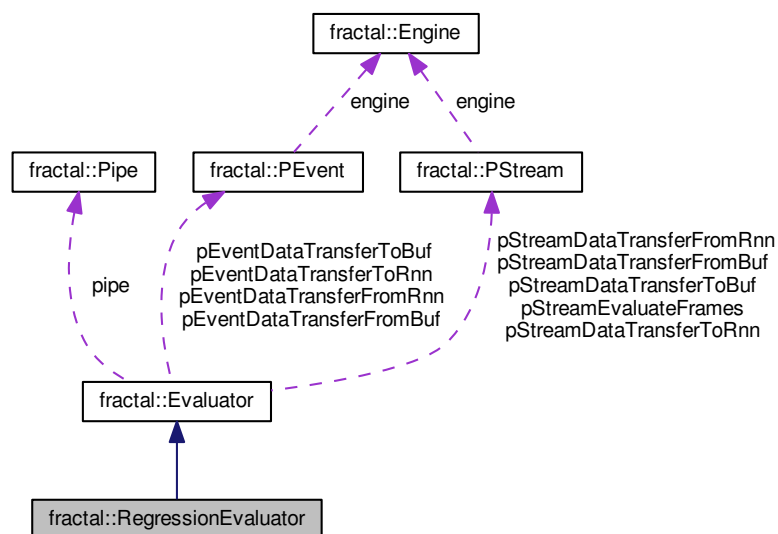 fractal::Engine
engine
engine
fractal::Pipe
fractal::PEvent
fractal::PStream
pipe
pEventDataTransferToBuf
pEventDataTransferToRnn
pEventDataTransferFromRnn
pEventDataTransferFromBuf
pStreamDataTransferFromRnn
pStreamDataTransferFromBuf
pStreamDataTransferToBuf
pStreamEvaluateFrames
pStreamDataTransferToRnn
fractal::Evaluator
fractal::RegressionEvaluator